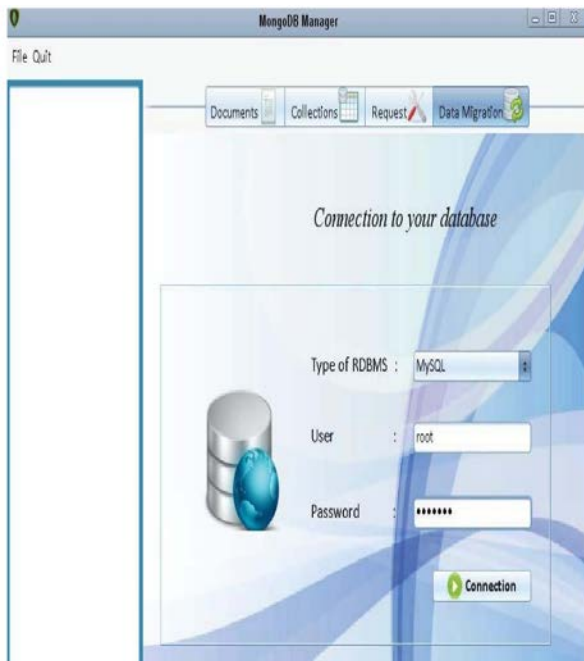 MongoDB Manager
File Quit
Documents Collections Request Data Migration
Connection to your database
Type of RDBMS : MySQL
User : root
Password : •••••••
Connection